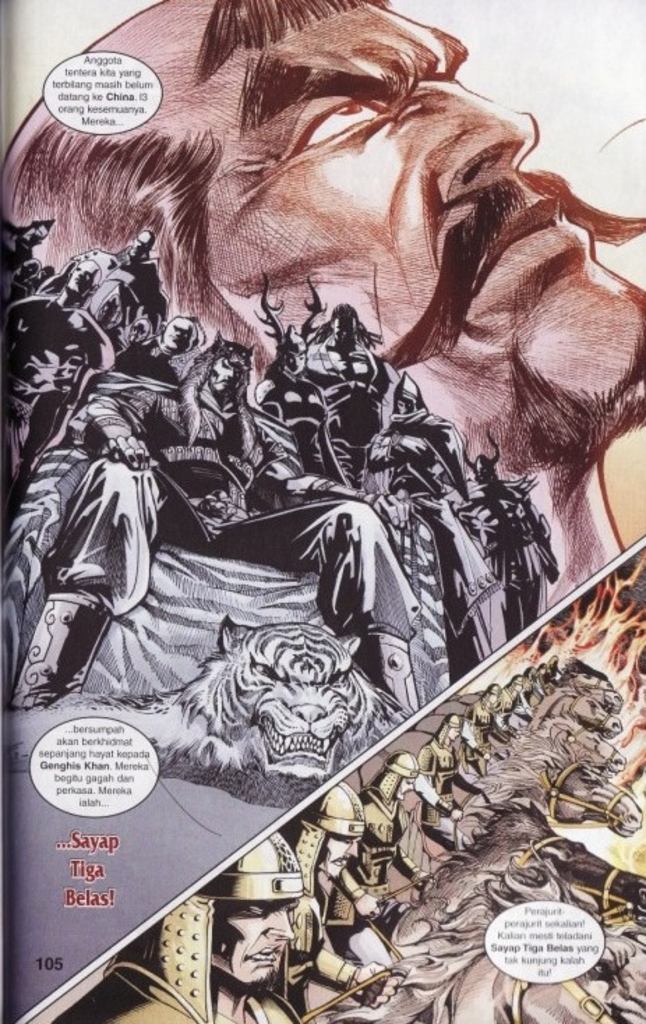 Anggota
tentera kita yang
terbilang masih belum
datang ke China. 13
orang kesemuanya.
Mereka...
...bersumpah
akan berkhidmat
sepanjang hayat kepada
Genghis Khan. Mereka
begitu gagah dan
perkasa. Mereka
ialah...
...Sayap
Tiga
Belas!
105
Perajurit-
perajurit sekalian!
Kalian mesti teladani
Sayap Tiga Belas yang
tak kunjung kalah
itu!